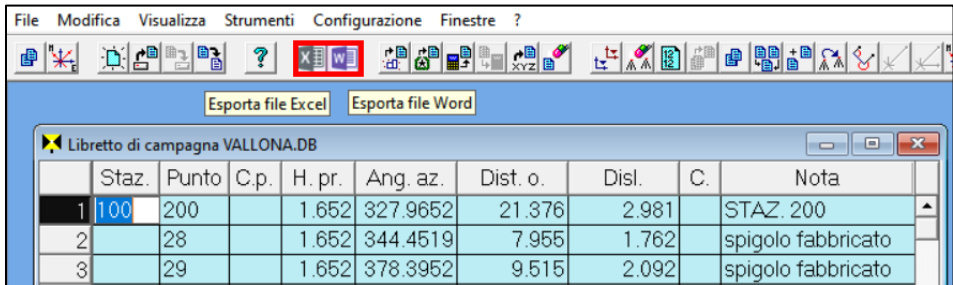 File Modifica Visualizza Strumenti Configurazione Finestre ?
Esporta file Excel Esporta file Word
Libretto di campagna VALLONA.DB
Staz. Punto C.p. H. pr. Ang. az. Dist. o. Disl. C. Nota
1 100 200 1.652 327.9652 21.376 2.981 STAZ. 200
2 28 1.652 344.4519 7.955 1.762 spigolo fabbricato
3 29 1.652 378.3952 9.515 2.092 spigolo fabbricato